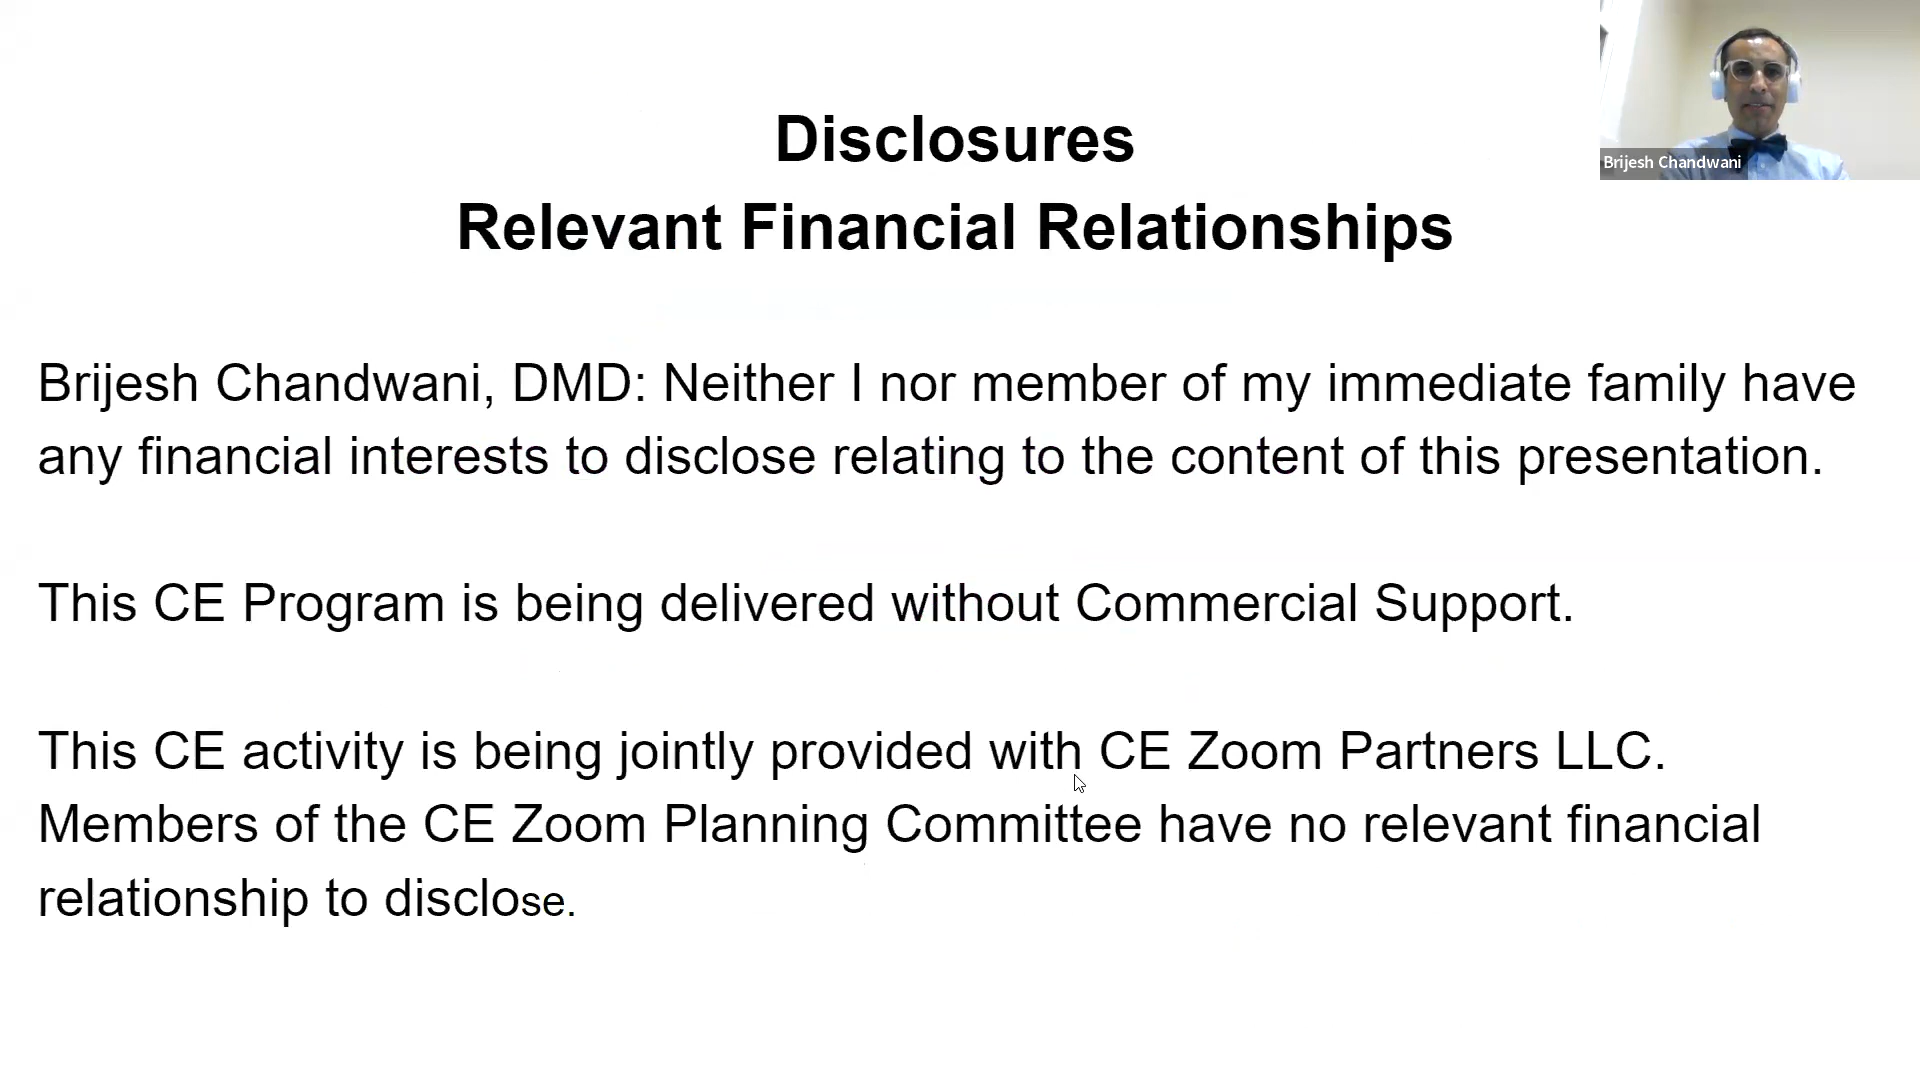 Disclosures
Relevant Financial Relationships
Brijesh Chandwani
Brijesh Chandwani, DMD: Neither I nor member of my immediate family have
any financial interests to disclose relating to the content of this presentation.
This CE Program is being delivered without Commercial Support.
This CE activity is being jointly provided with CE Zoom Partners LLC.
Members of the CE Zoom Planning Committee have no relevant financial
relationship to disclose.